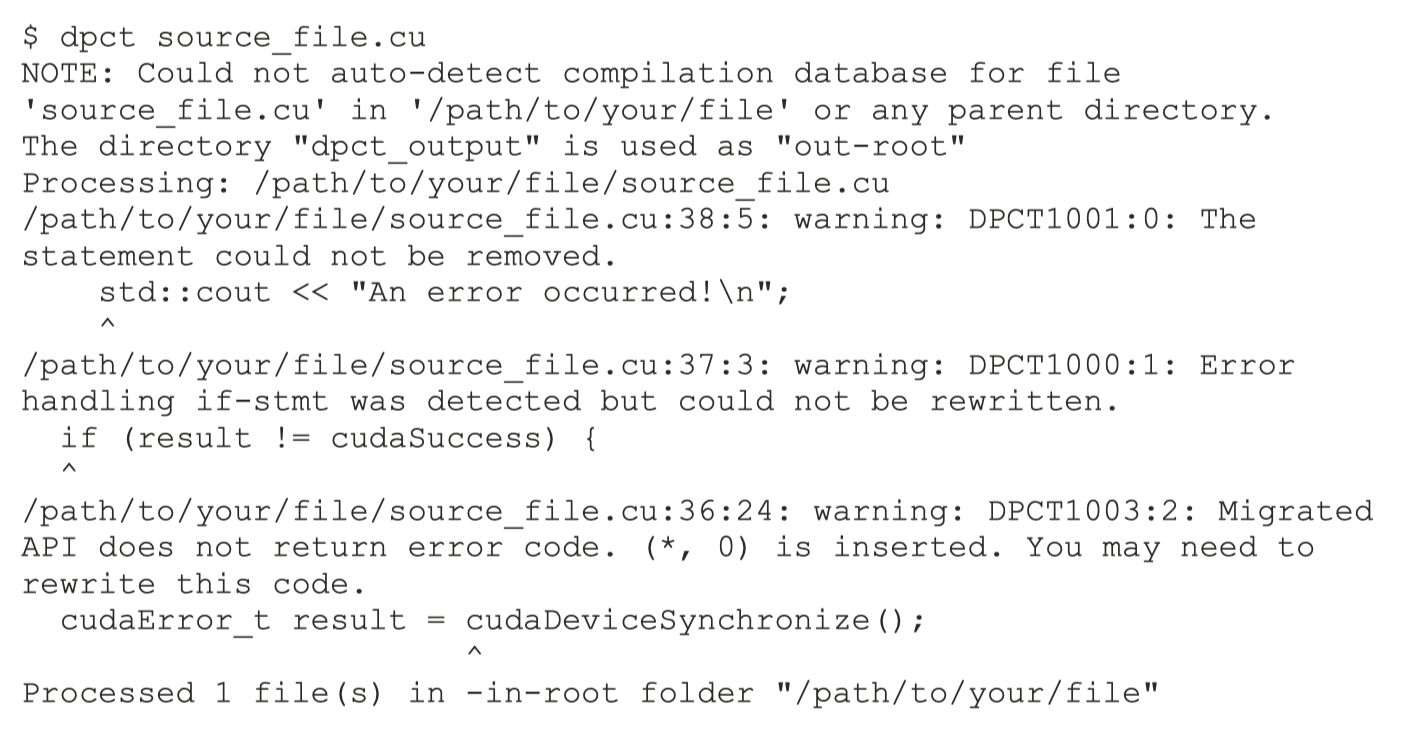 $ dpct source_file.cu
NOTE: Could not auto-detect compilation database for file
'source_file.cu' in '/path/to/your/file' or any parent directory.
The directory "dpct_output" is used as "out-root"
Processing: /path/to/your/file/source_file.cu
/path/to/your/file/source_file.cu:38:5: warning: DPCT1001:0: The
statement could not be removed.
    std::cout << "An error occurred!\n";
    ^
/path/to/your/file/source_file.cu:37:3: warning: DPCT1000:1: Error
handling if-stmt was detected but could not be rewritten.
  if (result != cudaSuccess) {
  ^
/path/to/your/file/source_file.cu:36:24: warning: DPCT1003:2: Migrated
API does not return error code. (*, 0) is inserted. You may need to
rewrite this code.
  cudaError_t result = cudaDeviceSynchronize();
                       ^
Processed 1 file(s) in -in-root folder "/path/to/your/file"